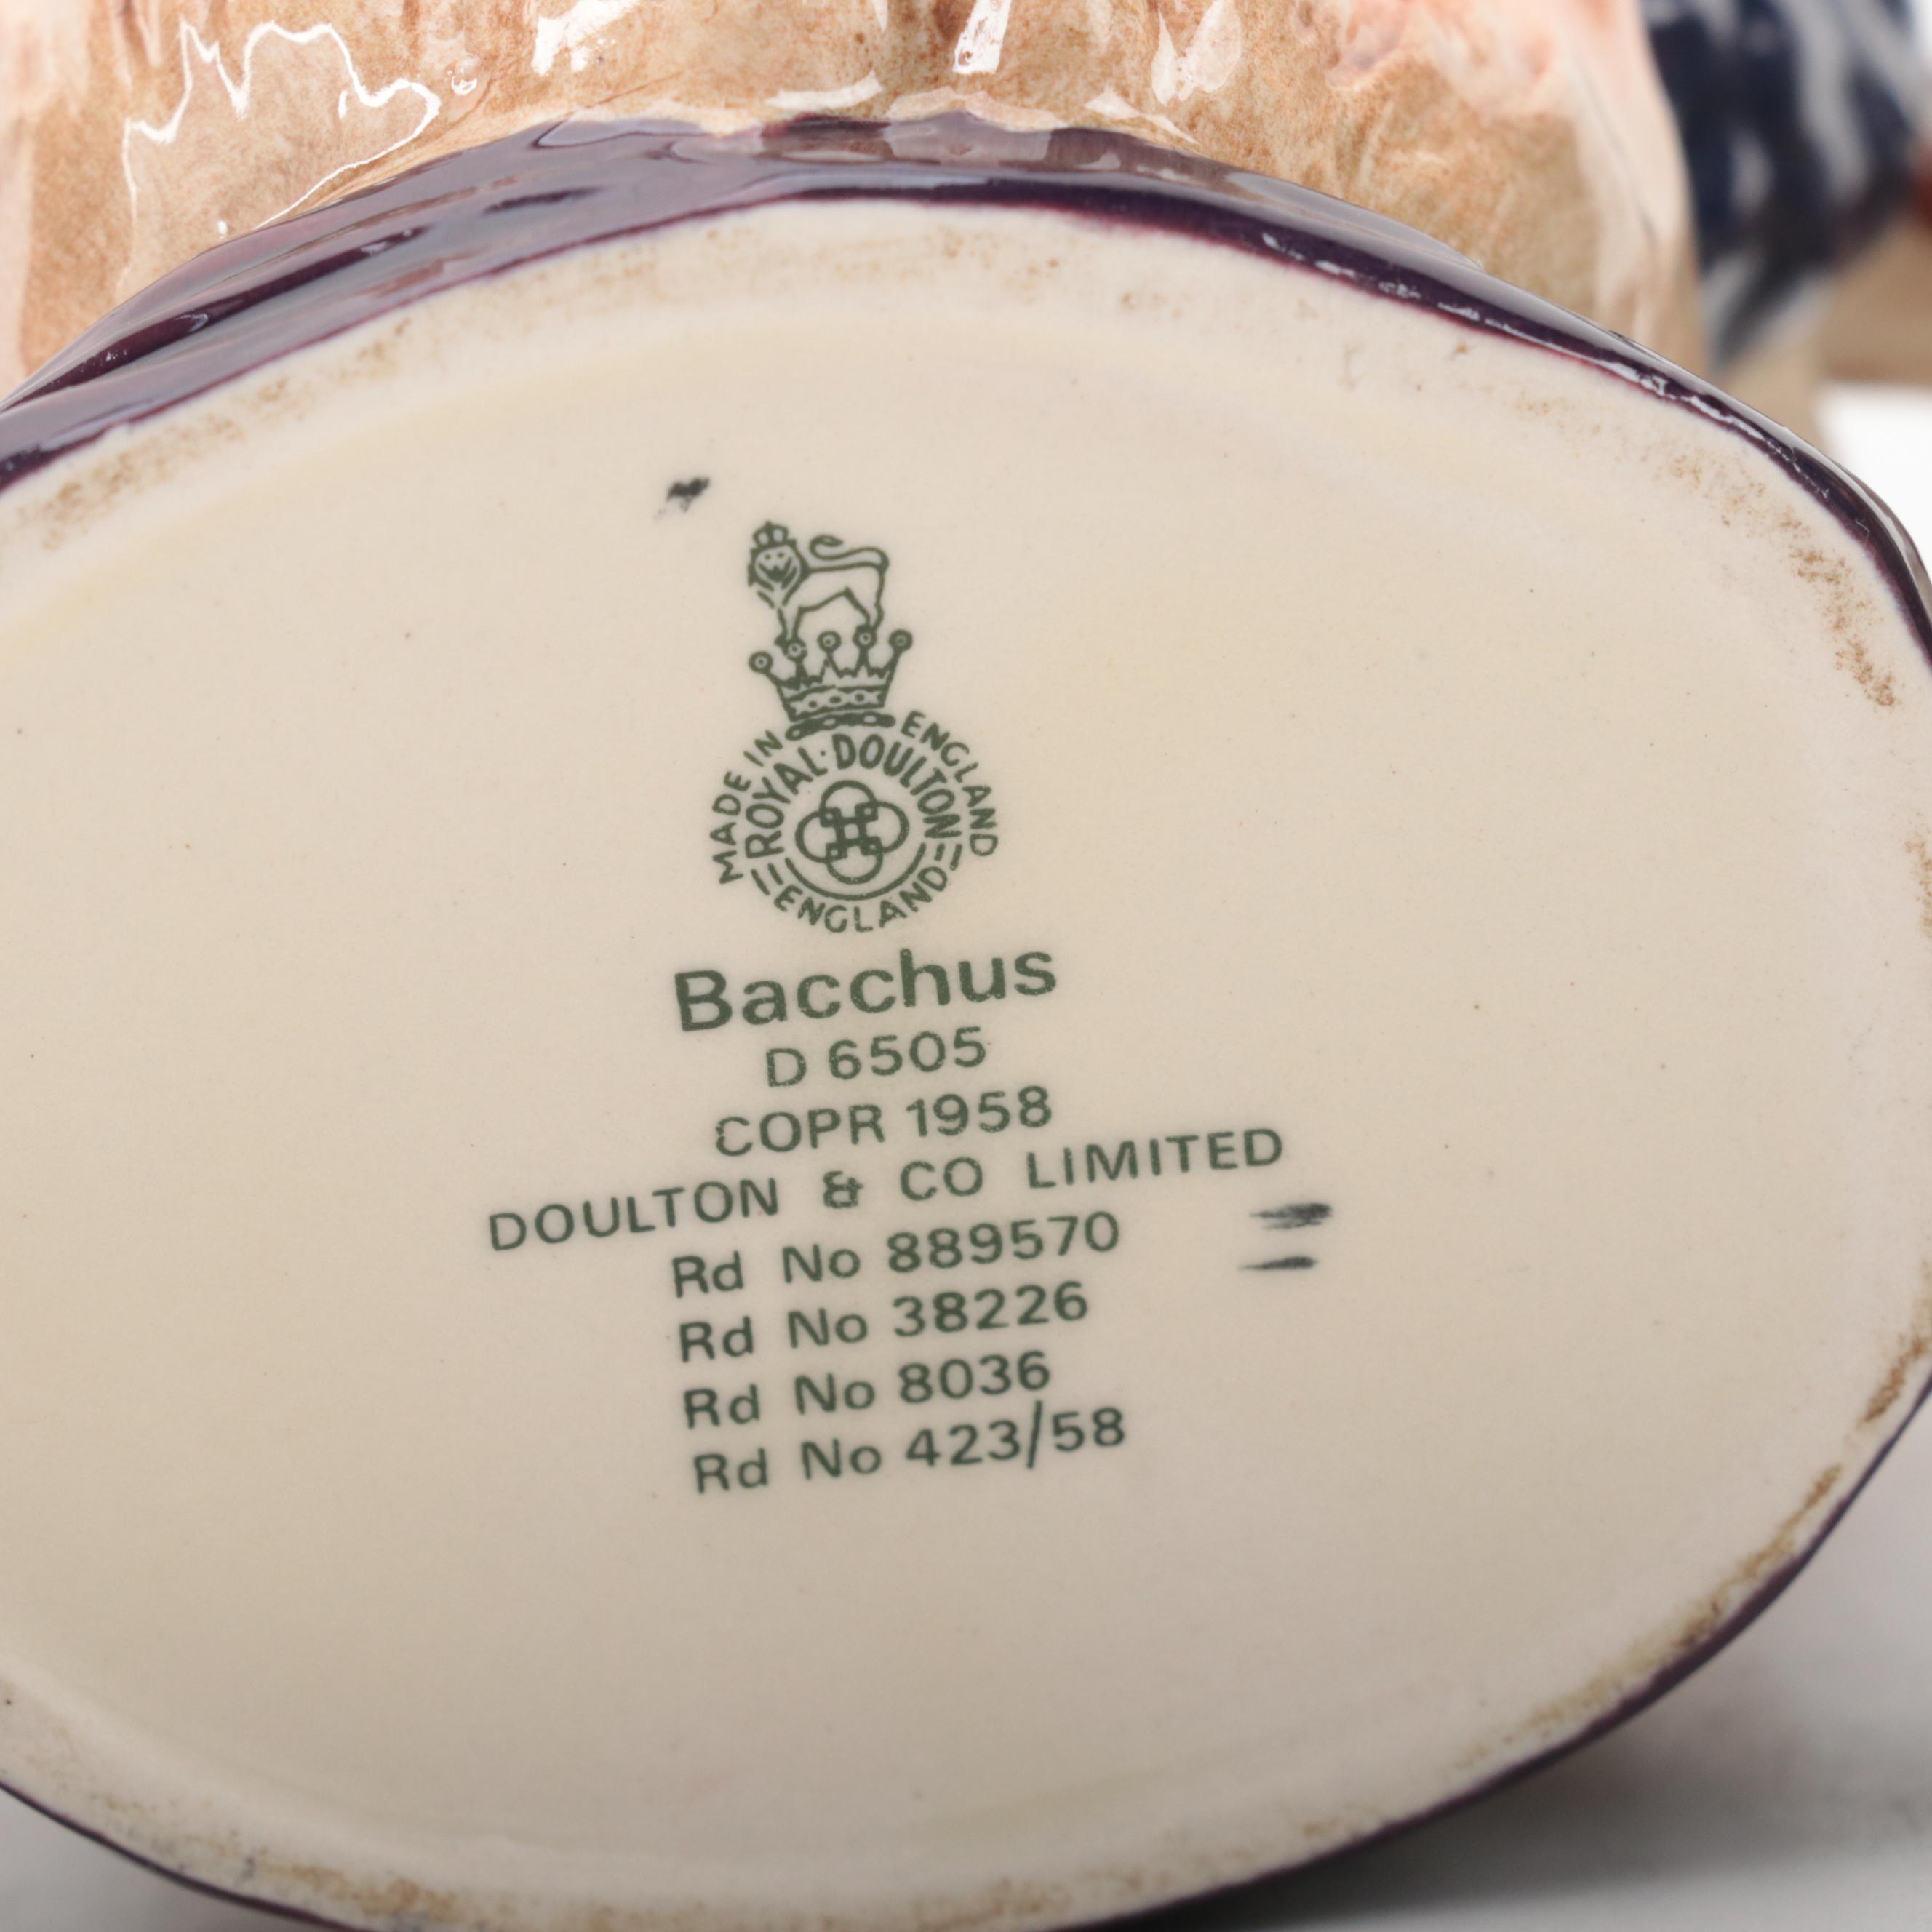 MADE IN ENGLAND
ROYAL·DOULTON
ENGLAND
Bacchus
D 6505
COPR 1958
DOULTON & CO LIMITED
Rd No 889570
Rd No 38226
Rd No 8036
Rd No 423/58